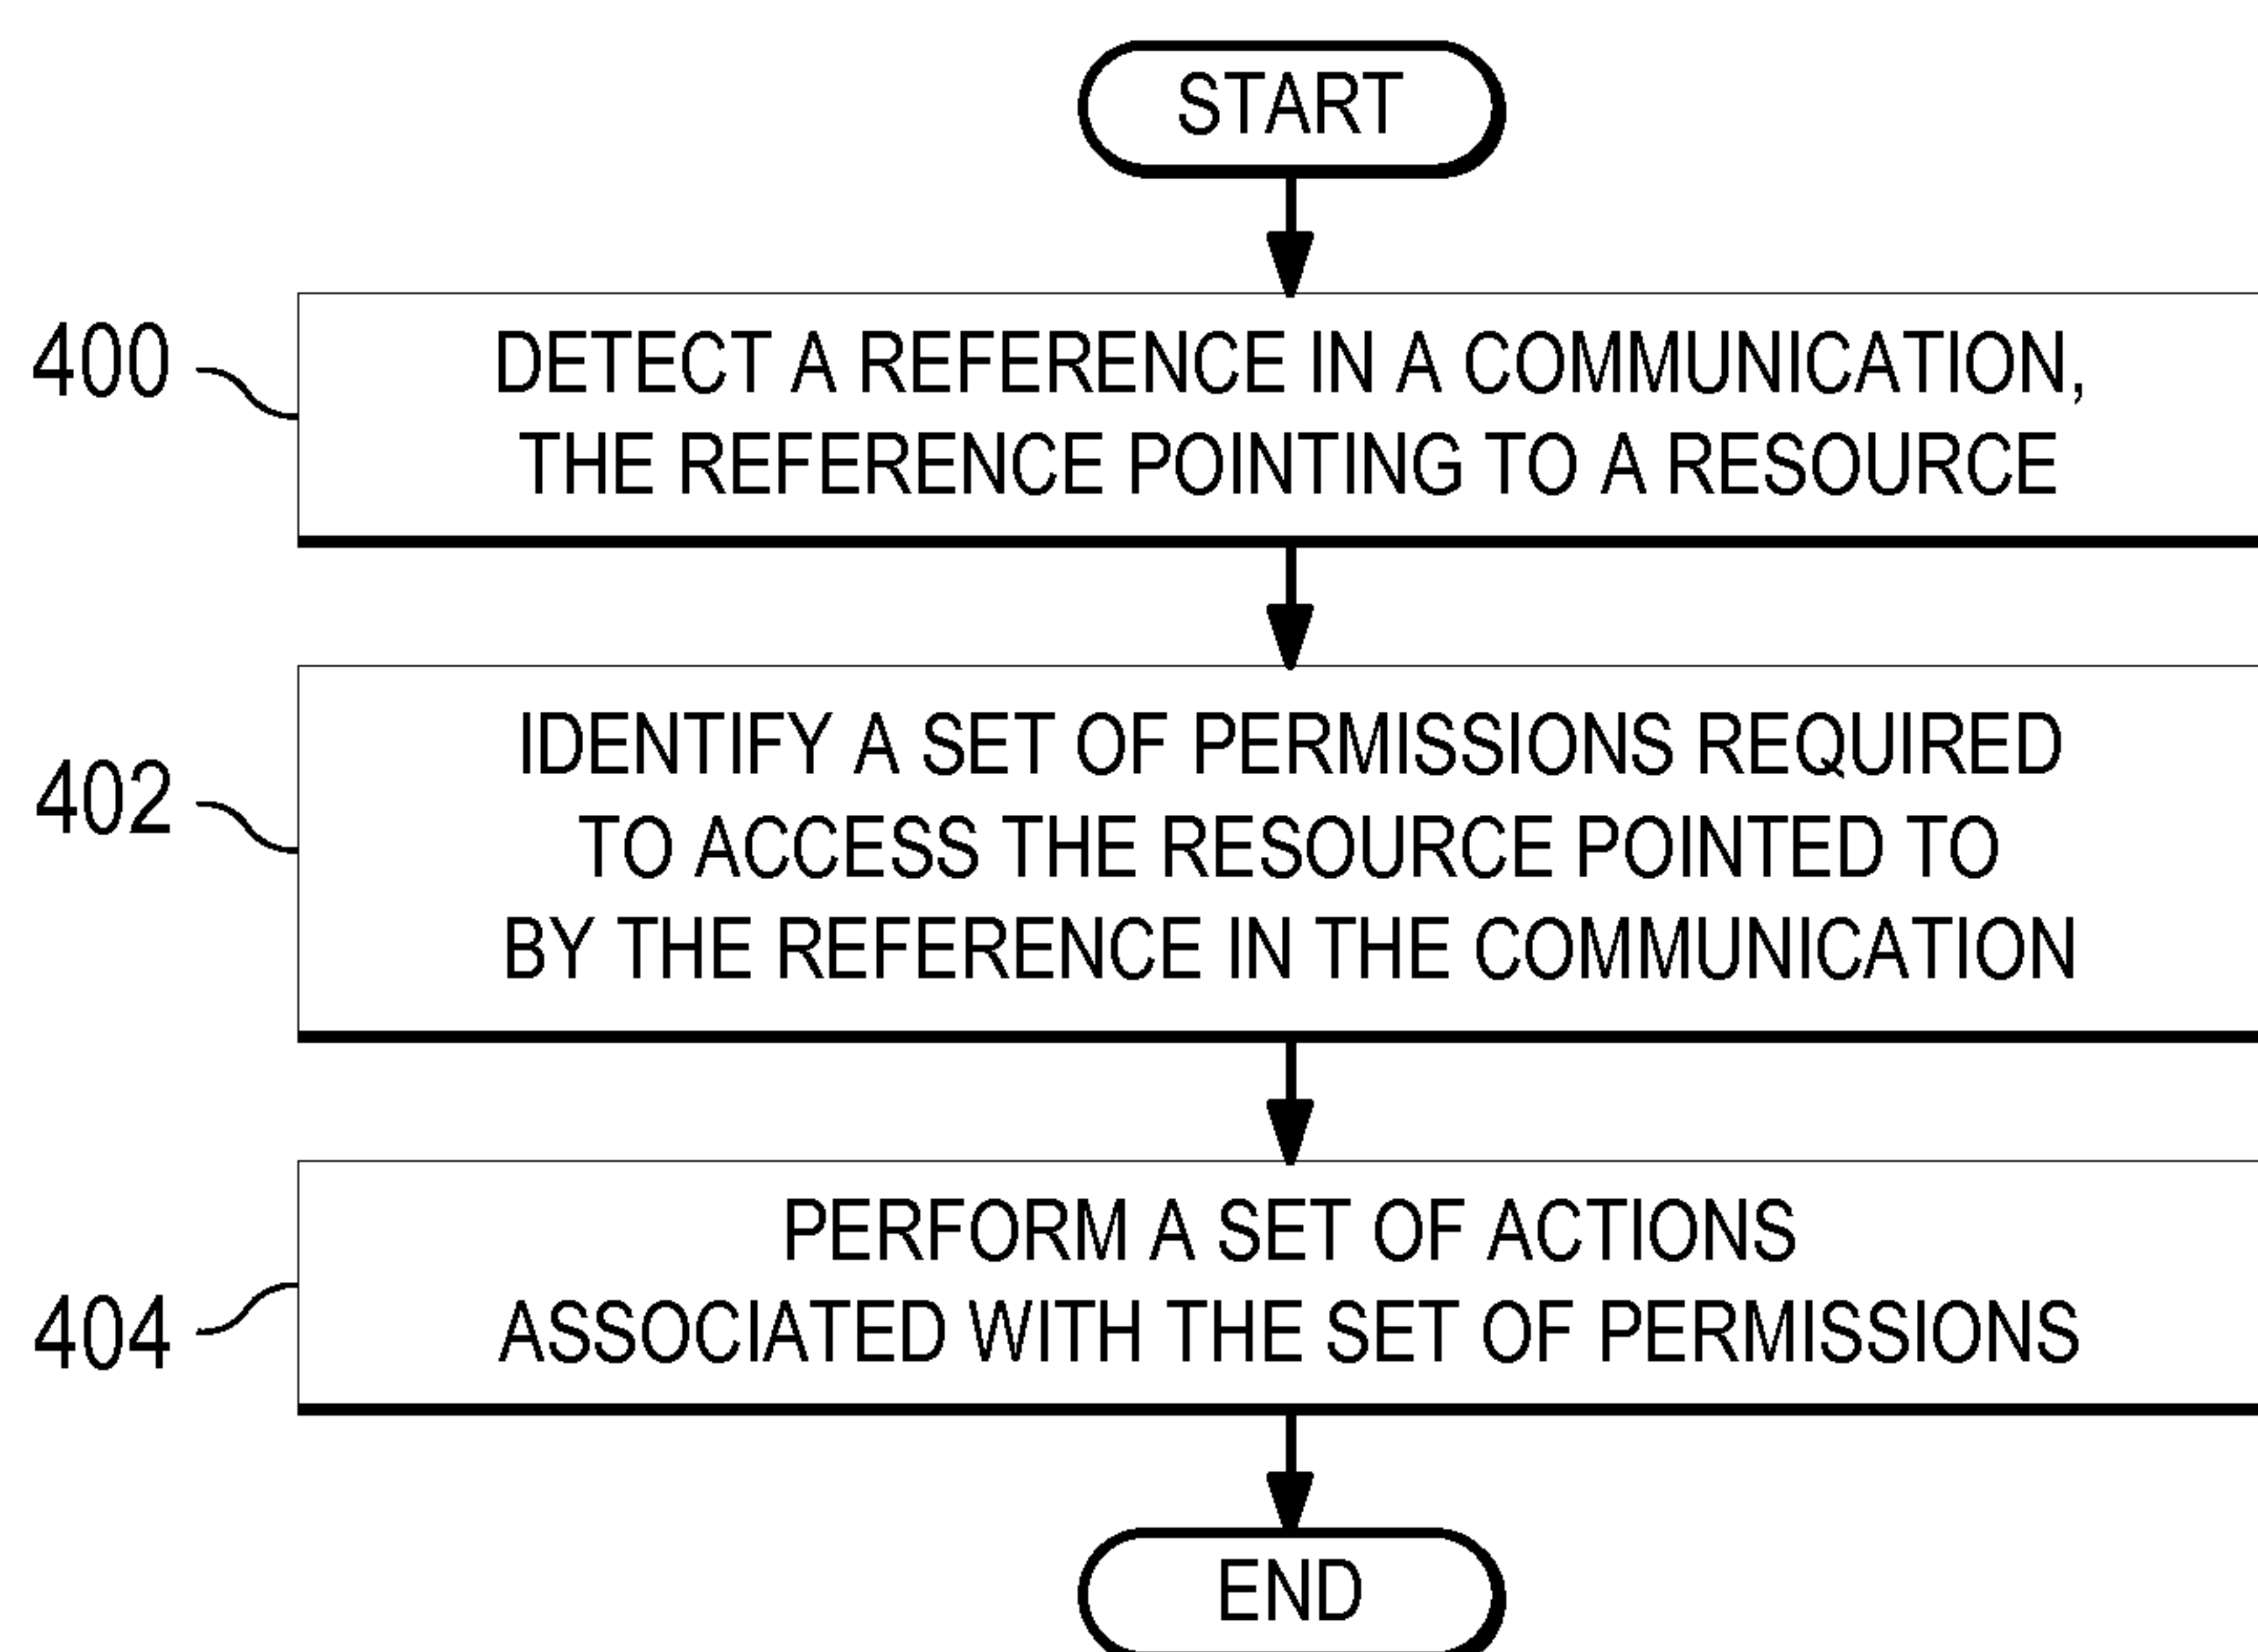 START
400
DETECT A REFERENCE IN A COMMUNICATION,
THE REFERENCE POINTING TO A RESOURCE
402
IDENTIFY A SET OF PERMISSIONS REQUIRED
TO ACCESS THE RESOURCE POINTED TO
BY THE REFERENCE IN THE COMMUNICATION
404
PERFORM A SET OF ACTIONS
ASSOCIATED WITH THE SET OF PERMISSIONS
END